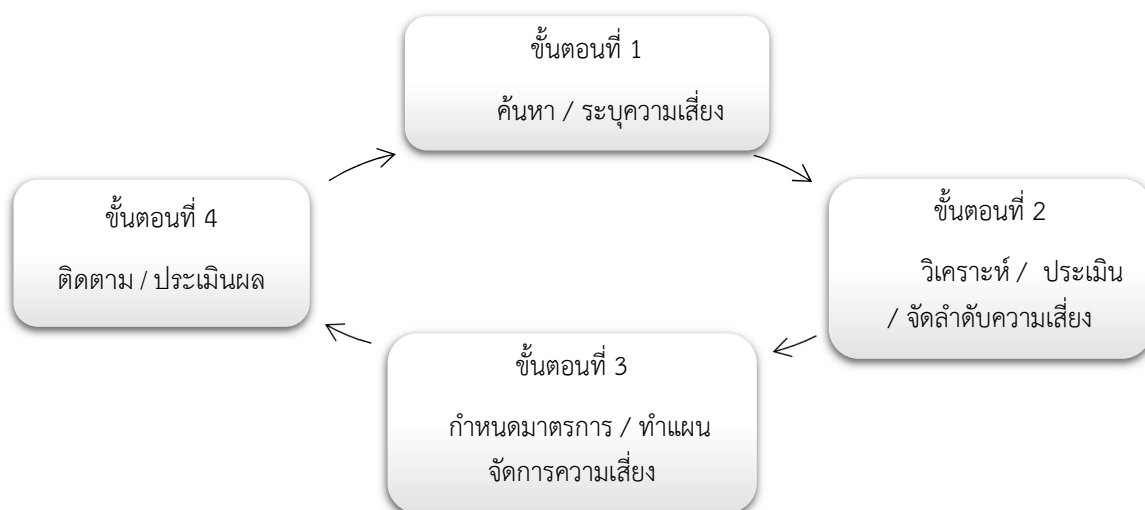 ขั้นตอนที่ 1
ค้นหา / ระบุความเสี่ยง
ขั้นตอนที่ 2
วิเคราะห์ / ประเมิน
/ จัดลำดับความเสี่ยง
ขั้นตอนที่ 3
กำหนดมาตรการ / ทำแผน
จัดการความเสี่ยง
ขั้นตอนที่ 4
ติดตาม / ประเมินผล